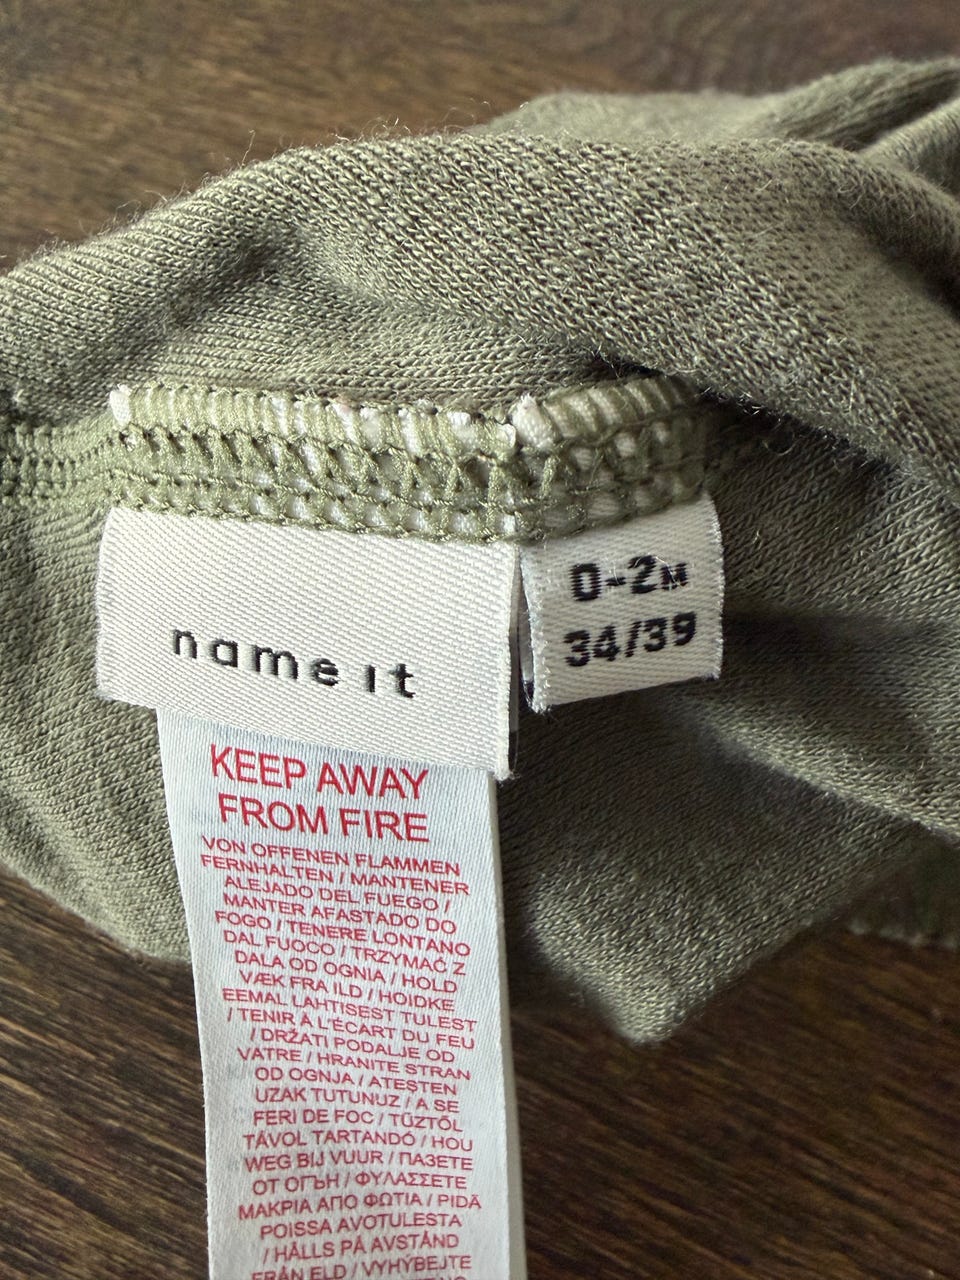 name it
0-2M
34/39
KEEP AWAY
FROM FIRE
VON OFFENEN FLAMMEN
FERNHALTEN / MANTENER
ALEJADO DEL FUEGO /
MANTER AFASTADO DO
FOGO / TENERE LONTANO
DAL FUOCO / TRZYMAĆ Z
DALA OD OGNIA / HOLD
VÆK FRA ILD / HOIDKE
EEMAL LAHTISEST TULEST
/ TENIR À L'ÉCART DU FEU
/ DRŽATI PODALJE OD
VATRE / HRANITE STRAN
OD OGNJA / ATEŞTEN
UZAK TUTUNUZ / A SE
FERI DE FOC / TŰZTŐL
TÁVOL TARTANDÓ / HOU
WEG BIJ VUUR / ПАЗЕТЕ
ОТ ОГЪН / ΦΥΛΑΣΣΕΤΕ
ΜΑΚΡΙΑ ΑΠΟ ΦΩΤΙΑ / PIDÄ
POISSA AVOTULESTA
/ HÅLLS PÅ AVSTÅND
FRÅN ELD / VYHÝBEJTE